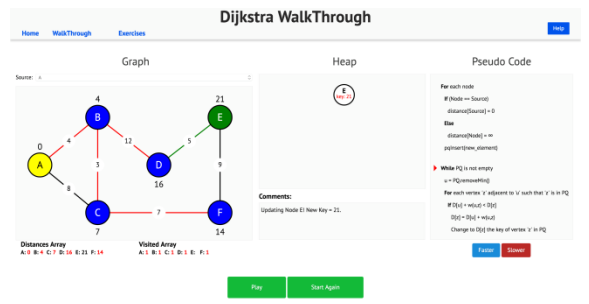 Dijkstra WalkThrough
Home WalkThrough Exercises Help
Graph
Source: A
4
B
21
E
0
A
4
12
5
3
D
16
9
8
C
7
7
F
14
Distances Array
A: 0 B: 4 C: 7 D: 16 E: 21 F: 14
Visited Array
A: 1 B: 1 C: 1 D: 1 E: F: 1
Heap
E
key: 21
Comments:
Updating Node E! New Key = 21.
Pseudo Code
For each node
If (Node == Source)
distance[Source] = 0
Else
distance[Node] = ∞
pq.insert(new_element)
While PQ is not empty
u = PQ.removeMin()
For each vertex 'z' adjacent to 'u' such that 'z' is in PQ
If D[u] + w(u,z) < D[z]
D[z] = D[u] + w(u,z)
Change to D[z] the key of vertex 'z' in PQ
Faster Slower
Play Start Again